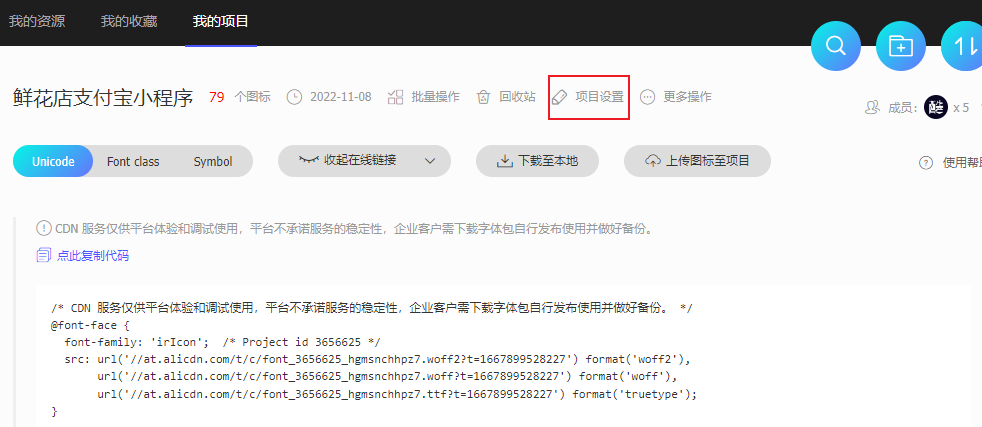 我的资源 我的收藏 我的项目
鲜花店支付宝小程序 79 个图标 2022-11-08 批量操作 回收站 项目设置 更多操作 成员： 酷 x 5
Unicode Font class Symbol 收起在线链接 下载至本地 上传图标至项目 使用帮
CDN 服务仅供平台体验和调试使用，平台不承诺服务的稳定性，企业客户需下载字体包自行发布使用并做好备份。
点此复制代码
/* CDN 服务仅供平台体验和调试使用，平台不承诺服务的稳定性，企业客户需下载字体包自行发布使用并做好备份。 */
@font-face {
font-family: 'irIcon'; /* Project id 3656625 */
src: url('//at.alicdn.com/t/c/font_3656625_hgmsnchhpz7.woff2?t=1667899528227') format('woff2'),
url('//at.alicdn.com/t/c/font_3656625_hgmsnchhpz7.woff?t=1667899528227') format('woff'),
url('//at.alicdn.com/t/c/font_3656625_hgmsnchhpz7.ttf?t=1667899528227') format('truetype');
}